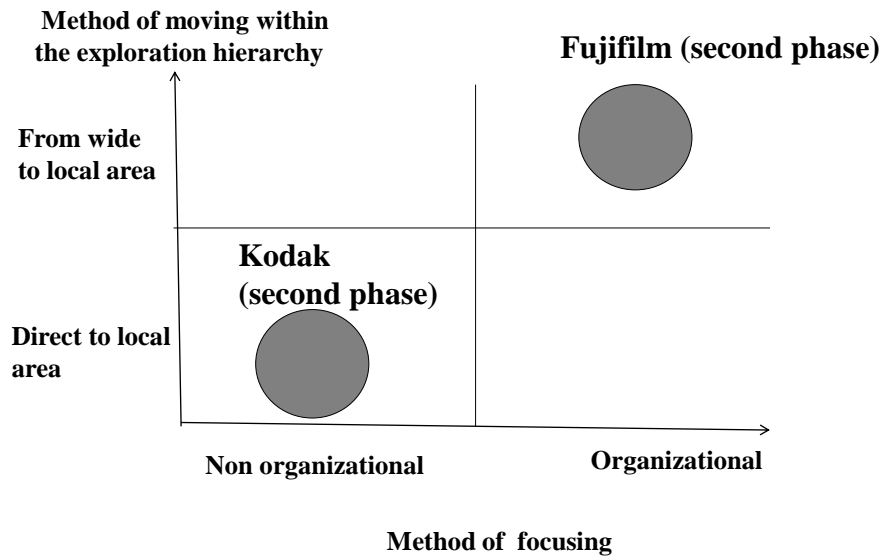 Method of moving within
the exploration hierarchy
Fujifilm (second phase)
From wide
to local area
Kodak
(second phase)
Direct to local
area
Non organizational
Organizational
Method of focusing